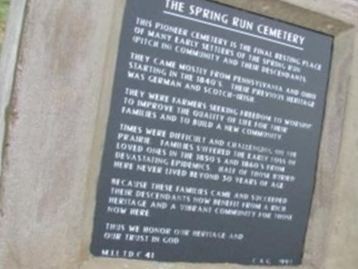 THE SPRING RUN CEMETERY
THIS PIONEER CEMETERY IS THE FINAL RESTING PLACE
OF MANY EARLY SETTLERS OF THE SPRING RUN
(PITCH IN) COMMUNITY AND THEIR DESCENDANTS
THEY CAME MOSTLY FROM PENNSYLVANIA AND OHIO
STARTING IN THE 1840'S. THEIR PREVIOUS HERITAGE
WAS GERMAN AND SCOTCH-IRISH.
THEY WERE FARMERS SEEKING FREEDOM TO WORSHIP
TO IMPROVE THE QUALITY OF LIFE FOR THEIR
FAMILIES AND TO BUILD A NEW COMMUNITY
TIMES WERE DIFFICULT AND CHALLENGING ON THE
PRAIRIE. FAMILIES SUFFERED THE EARLY LOSS OF
LOVED ONES IN THE 1850'S AND 1860'S FROM
DEVASTATING EPIDEMICS. HALF OF THOSE BURIED
HERE NEVER LIVED BEYOND 30 YEARS OF AGE
BECAUSE THESE FAMILIES CAME AND SUCCEEDED
THEIR DESCENDANTS NOW BENEFIT FROM A RICH
HERITAGE AND A VIBRANT COMMUNITY FOR THOSE
NOW HERE
THUS WE HONOUR OUR HERITAGE AND
OUR TRUST IN GOD